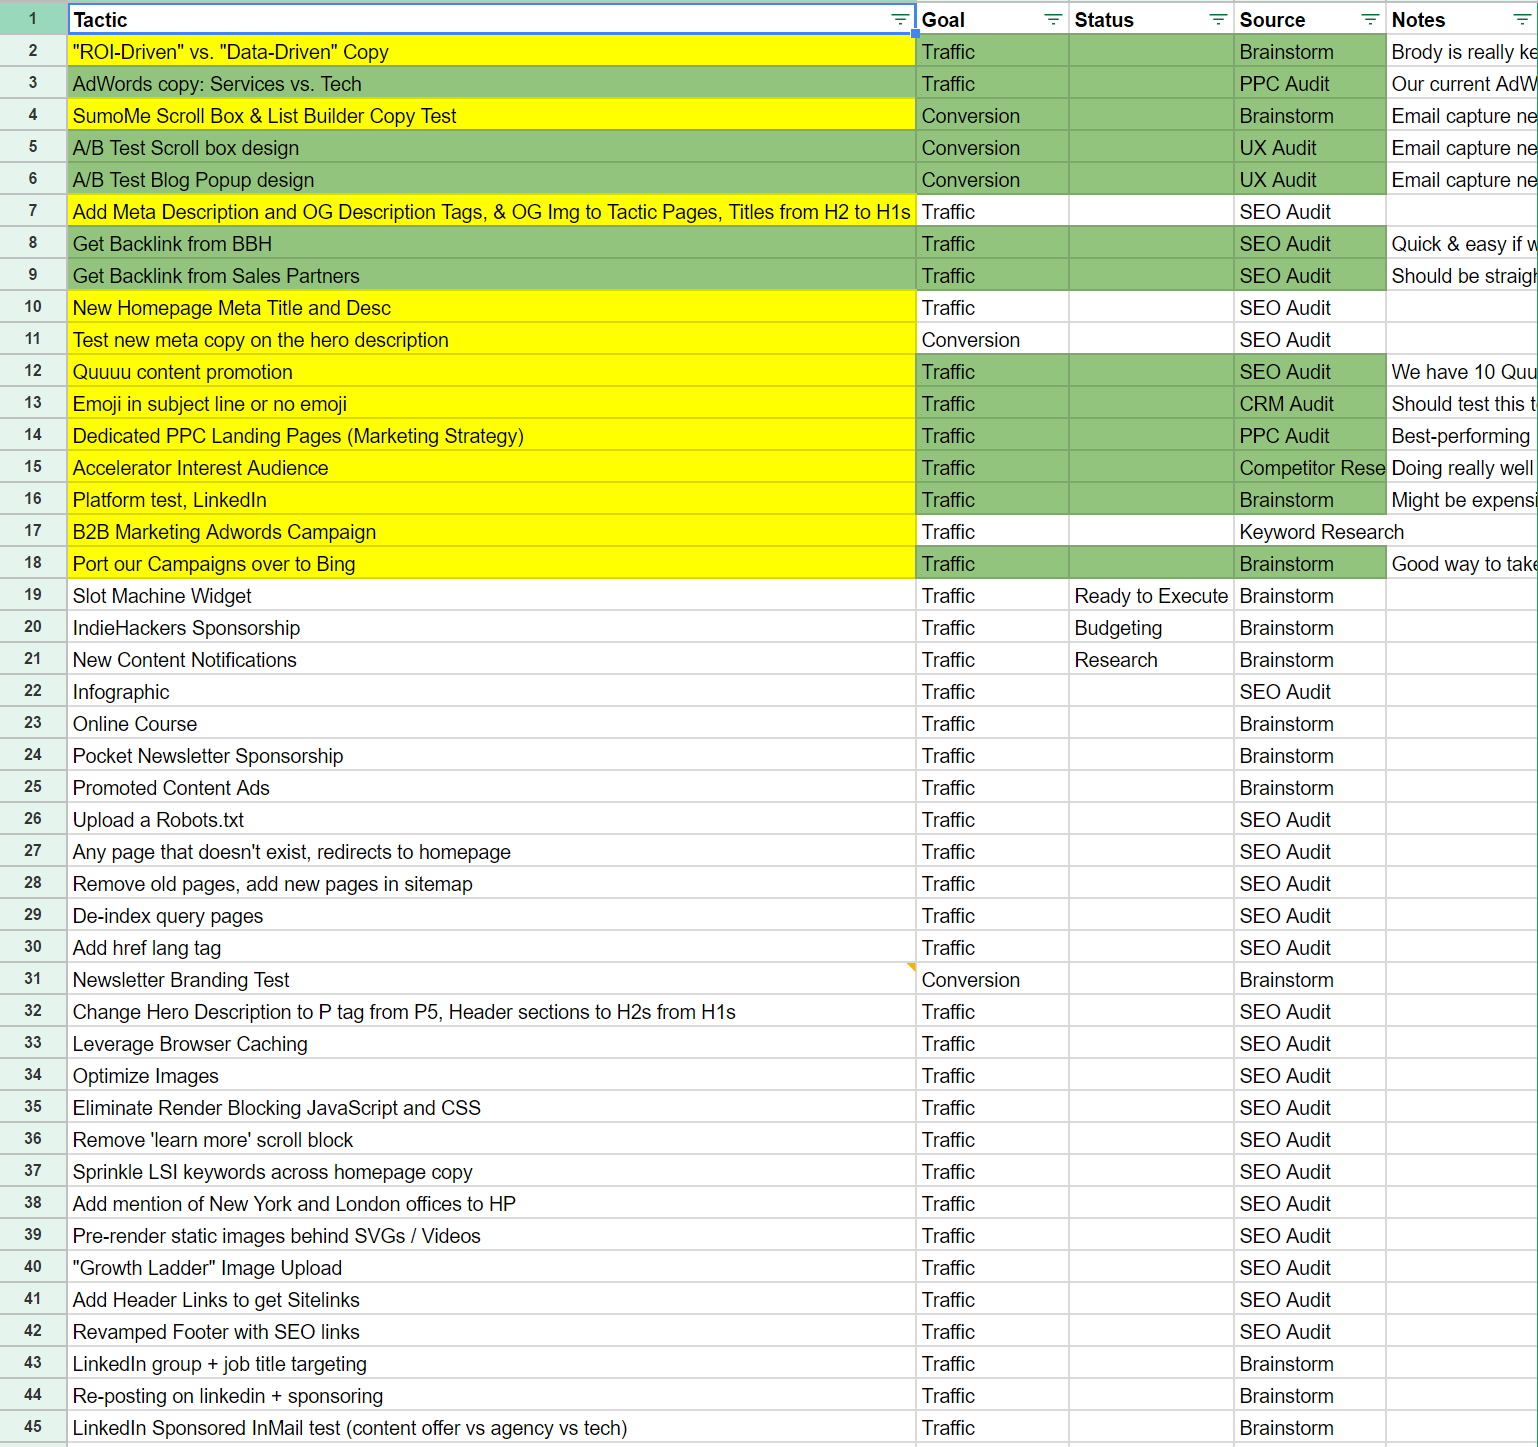 1 Tactic Goal Status Source Notes
2 "ROI-Driven" vs. "Data-Driven" Copy Traffic Brainstorm Brody is really ke
3 AdWords copy: Services vs. Tech Traffic PPC Audit Our current AdW
4 SumoMe Scroll Box & List Builder Copy Test Conversion Brainstorm Email capture ne
5 A/B Test Scroll box design Conversion UX Audit Email capture ne
6 A/B Test Blog Popup design Conversion UX Audit Email capture ne
7 Add Meta Description and OG Description Tags, & OG Img to Tactic Pages, Titles from H2 to H1s Traffic SEO Audit
8 Get Backlink from BBH Traffic SEO Audit Quick & easy if w
9 Get Backlink from Sales Partners Traffic SEO Audit Should be straigh
10 New Homepage Meta Title and Desc Traffic SEO Audit
11 Test new meta copy on the hero description Conversion SEO Audit
12 Quuuu content promotion Traffic SEO Audit We have 10 Quu
13 Emoji in subject line or no emoji Traffic CRM Audit Should test this t
14 Dedicated PPC Landing Pages (Marketing Strategy) Traffic PPC Audit Best-performing
15 Accelerator Interest Audience Traffic Competitor Rese Doing really well
16 Platform test, LinkedIn Traffic Brainstorm Might be expensi
17 B2B Marketing Adwords Campaign Traffic Keyword Research
18 Port our Campaigns over to Bing Traffic Brainstorm Good way to take
19 Slot Machine Widget Traffic Ready to Execute Brainstorm
20 IndieHackers Sponsorship Traffic Budgeting Brainstorm
21 New Content Notifications Traffic Research Brainstorm
22 Infographic Traffic SEO Audit
23 Online Course Traffic Brainstorm
24 Pocket Newsletter Sponsorship Traffic Brainstorm
25 Promoted Content Ads Traffic Brainstorm
26 Upload a Robots.txt Traffic SEO Audit
27 Any page that doesn't exist, redirects to homepage Traffic SEO Audit
28 Remove old pages, add new pages in sitemap Traffic SEO Audit
29 De-index query pages Traffic SEO Audit
30 Add href lang tag Traffic SEO Audit
31 Newsletter Branding Test Conversion Brainstorm
32 Change Hero Description to P tag from P5, Header sections to H2s from H1s Traffic SEO Audit
33 Leverage Browser Caching Traffic SEO Audit
34 Optimize Images Traffic SEO Audit
35 Eliminate Render Blocking JavaScript and CSS Traffic SEO Audit
36 Remove 'learn more' scroll block Traffic SEO Audit
37 Sprinkle LSI keywords across homepage copy Traffic SEO Audit
38 Add mention of New York and London offices to HP Traffic SEO Audit
39 Pre-render static images behind SVGs / Videos Traffic SEO Audit
40 "Growth Ladder" Image Upload Traffic SEO Audit
41 Add Header Links to get Sitelinks Traffic SEO Audit
42 Revamped Footer with SEO links Traffic SEO Audit
43 LinkedIn group + job title targeting Traffic Brainstorm
44 Re-posting on linkedin + sponsoring Traffic Brainstorm
45 LinkedIn Sponsored InMail test (content offer vs agency vs tech) Traffic Brainstorm